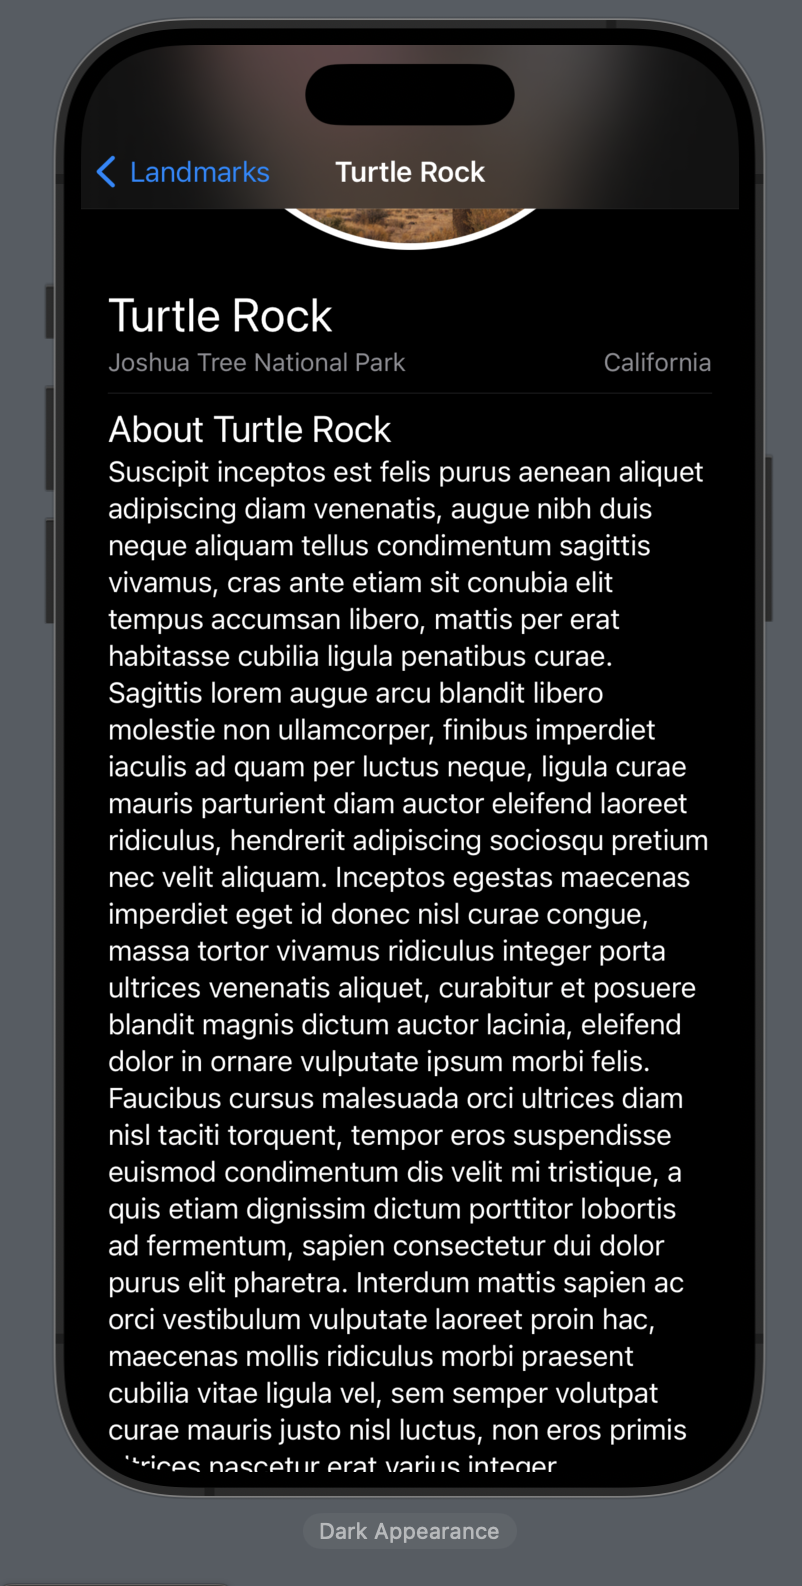 Landmarks
Turtle Rock
Turtle Rock
Joshua Tree National Park
California
About Turtle Rock
Suscipit inceptos est felis purus aenean aliquet
adipiscing diam venenatis, augue nibh duis
neque aliquam tellus condimentum sagittis
vivamus, cras ante etiam sit conubia elit
tempus accumsan libero, mattis per erat
habitasse cubilia ligula penatibus curae.
Sagittis lorem augue arcu blandit libero
molestie non ullamcorper, finibus imperdiet
iaculis ad quam per luctus neque, ligula curae
mauris parturient diam auctor eleifend laoreet
ridiculus, hendrerit adipiscing sociosqu pretium
nec velit aliquam. Inceptos egestas maecenas
imperdiet eget id donec nisl curae congue,
massa tortor vivamus ridiculus integer porta
ultrices venenatis aliquet, curabitur et posuere
blandit magnis dictum auctor lacinia, eleifend
dolor in ornare vulputate ipsum morbi felis.
Faucibus cursus malesuada orci ultrices diam
nisl taciti torquent, tempor eros suspendisse
euismod condimentum dis velit mi tristique, a
quis etiam dignissim dictum porttitor lobortis
ad fermentum, sapien consectetur dui dolor
purus elit pharetra. Interdum mattis sapien ac
orci vestibulum vulputate laoreet proin hac,
maecenas mollis ridiculus morbi praesent
cubilia vitae ligula vel, sem semper volutpat
curae mauris justo nisl luctus, non eros primis
ultrices nascetur erat varius integer
Dark Appearance